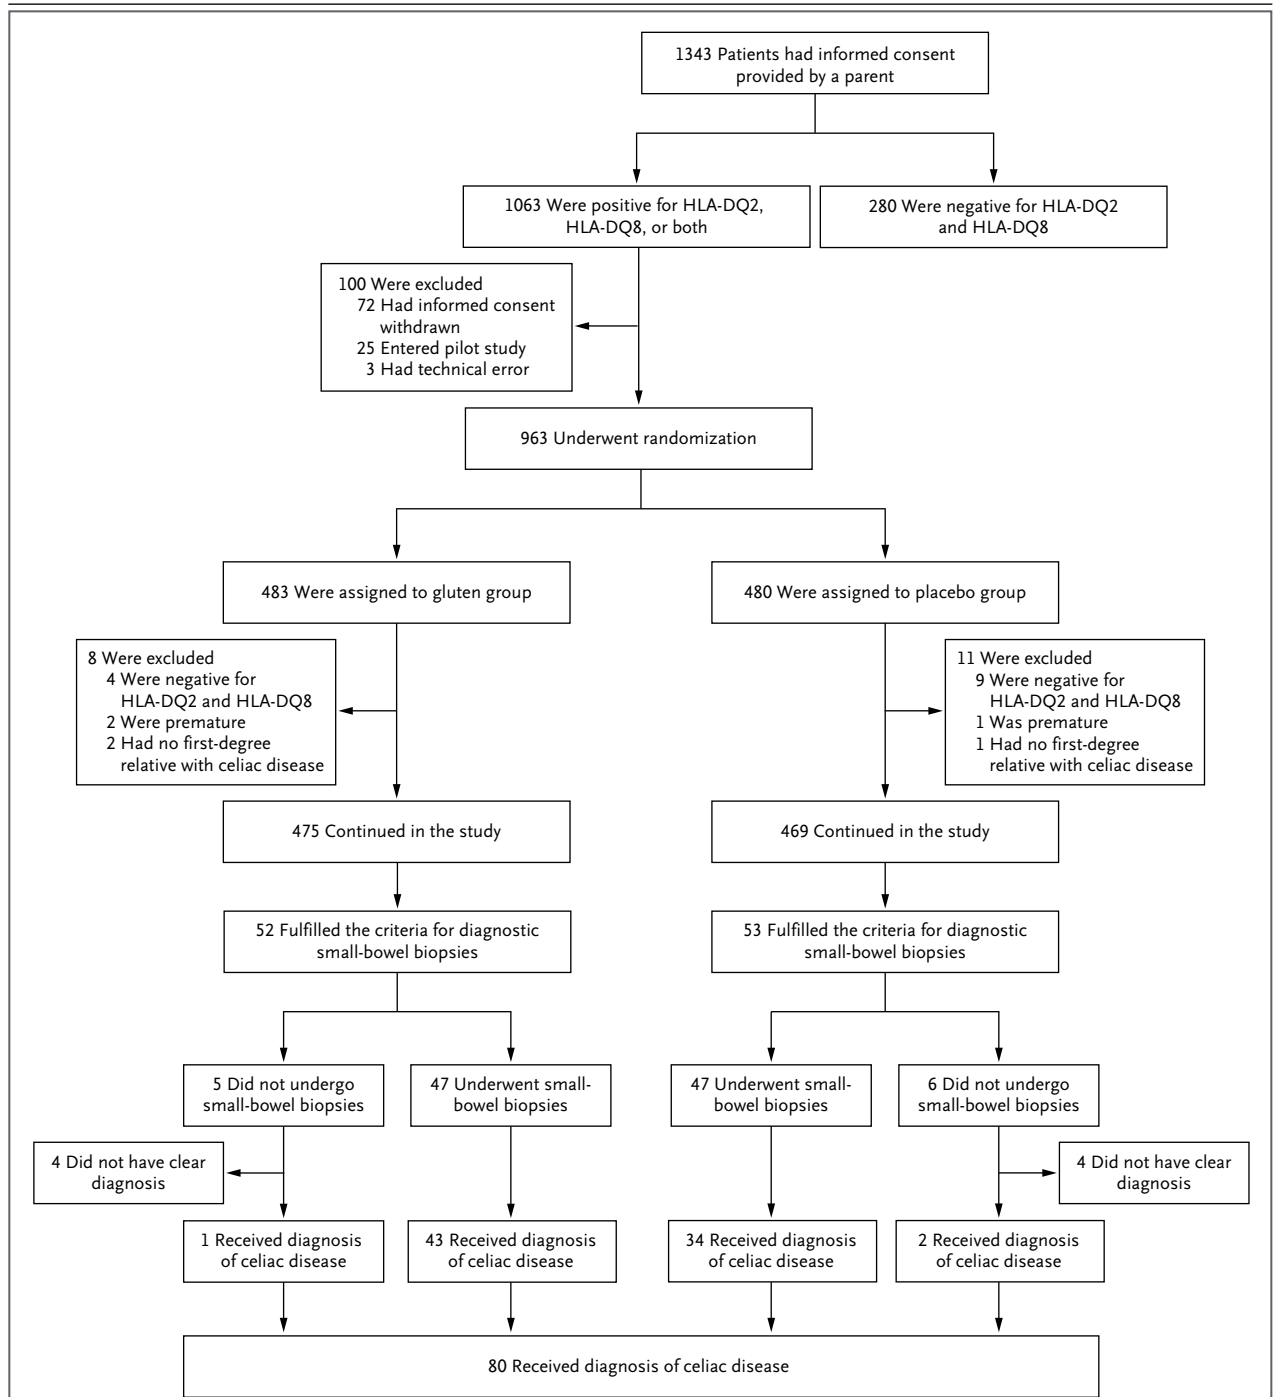 1343 Patients had informed consent
provided by a parent
1063 Were positive for HLA-DQ2,
HLA-DQ8, or both
280 Were negative for HLA-DQ2
and HLA-DQ8
100 Were excluded
72 Had informed consent
withdrawn
25 Entered pilot study
3 Had technical error
963 Underwent randomization
483 Were assigned to gluten group
480 Were assigned to placebo group
8 Were excluded
4 Were negative for
HLA-DQ2 and HLA-DQ8
2 Were premature
2 Had no first-degree
relative with celiac disease
11 Were excluded
9 Were negative for
HLA-DQ2 and HLA-DQ8
1 Was premature
1 Had no first-degree
relative with celiac disease
475 Continued in the study
469 Continued in the study
52 Fulfilled the criteria for diagnostic
small-bowel biopsies
53 Fulfilled the criteria for diagnostic
small-bowel biopsies
5 Did not undergo
small-bowel biopsies
47 Underwent small-
bowel biopsies
47 Underwent small-
bowel biopsies
6 Did not undergo
small-bowel biopsies
4 Did not have clear
diagnosis
4 Did not have clear
diagnosis
1 Received diagnosis
of celiac disease
43 Received diagnosis
of celiac disease
34 Received diagnosis
of celiac disease
2 Received diagnosis
of celiac disease
80 Received diagnosis of celiac disease